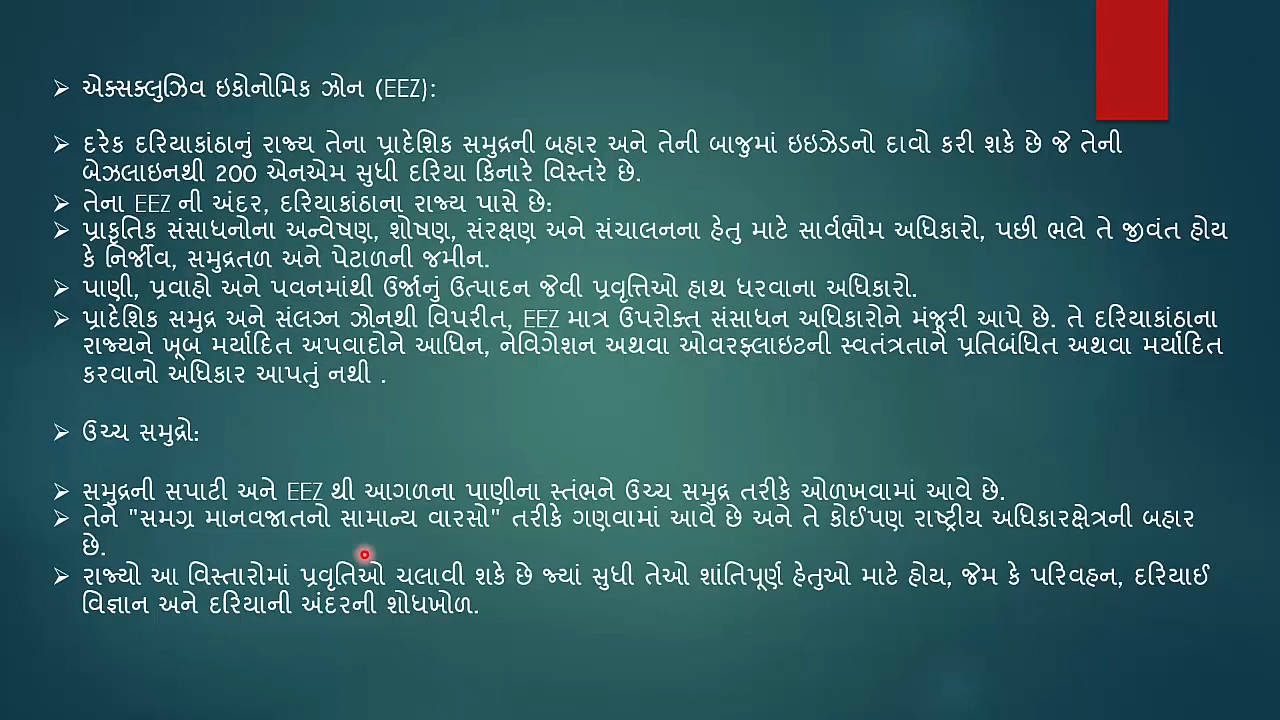 ➢ એક્સક્લુઝિવ ઇકોનોમિક ઝોન (EEZ):
➢ દરેક દરિયાકાંઠાનું રાજ્ય તેના પ્રાદેશિક સમુદ્રની બહાર અને તેની બાજુમાં ઇઇઝેડનો દાવો કરી શકે છે જે તેની
બેઝલાઇનથી 200 એનએમ સુધી દરિયા કિનારે વિસ્તરે છે.
➢ તેના EEZ ની અંદર, દરિયાકાંઠાના રાજ્ય પાસે છે:
➢ પ્રાકૃતિક સંસાધનોના અન્વેષણ, શોષણ, સંરક્ષણ અને સંચાલનના હેતુ માટે સાર્વભૌમ અધિકારો, પછી ભલે તે જીવંત હોય
કે નિર્જીવ, સમુદ્રતળ અને પેટાળની જમીન.
➢ પાણી, પ્રવાહો અને પવનમાંથી ઉર્જાનું ઉત્પાદન જેવી પ્રવૃત્તિઓ હાથ ધરવાના અધિકારો.
➢ પ્રાદેશિક સમુદ્ર અને સંલગ્ન ઝોનથી વિપરીત, EEZ માત્ર ઉપરોક્ત સંસાધન અધિકારોને મંજૂરી આપે છે. તે દરિયાકાંઠાના
રાજ્યને ખૂબ મર્યાદિત અપવાદોને આધિન, નેવિગેશન અથવા ઓવરફ્લાઇટની સ્વતંત્રતાને પ્રતિબંધિત અથવા મર્યાદિત
કરવાનો અધિકાર આપતું નથી .
➢ ઉચ્ચ સમુદ્રો:
➢ સમુદ્રની સપાટી અને EEZ થી આગળના પાણીના સ્તંભને ઉચ્ચ સમુદ્ર તરીકે ઓળખવામાં આવે છે.
➢ તેને "સમગ્ર માનવજાતનો સામાન્ય વારસો" તરીકે ગણવામાં આવે છે અને તે કોઈપણ રાષ્ટ્રીય અધિકારક્ષેત્રની બહાર
છે.
➢ રાજ્યો આ વિસ્તારોમાં પ્રવૃતિઓ ચલાવી શકે છે જ્યાં સુધી તેઓ શાંતિપૂર્ણ હેતુઓ માટે હોય, જેમ કે પરિવહન, દરિયાઈ
વિજ્ઞાન અને દરિયાની અંદરની શોધખોળ.